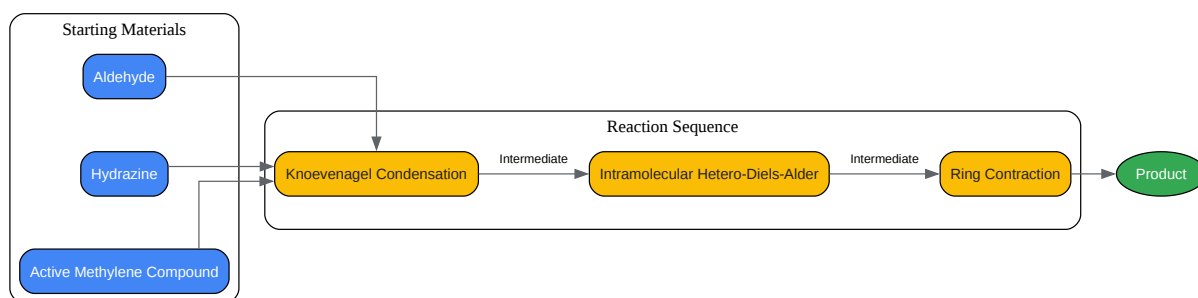 Starting Materials
Aldehyde
Hydrazine
Active Methylene Compound
Reaction Sequence
Knoevenagel Condensation
Intermediate
Intramolecular Hetero-Diels-Alder
Intermediate
Ring Contraction
Product